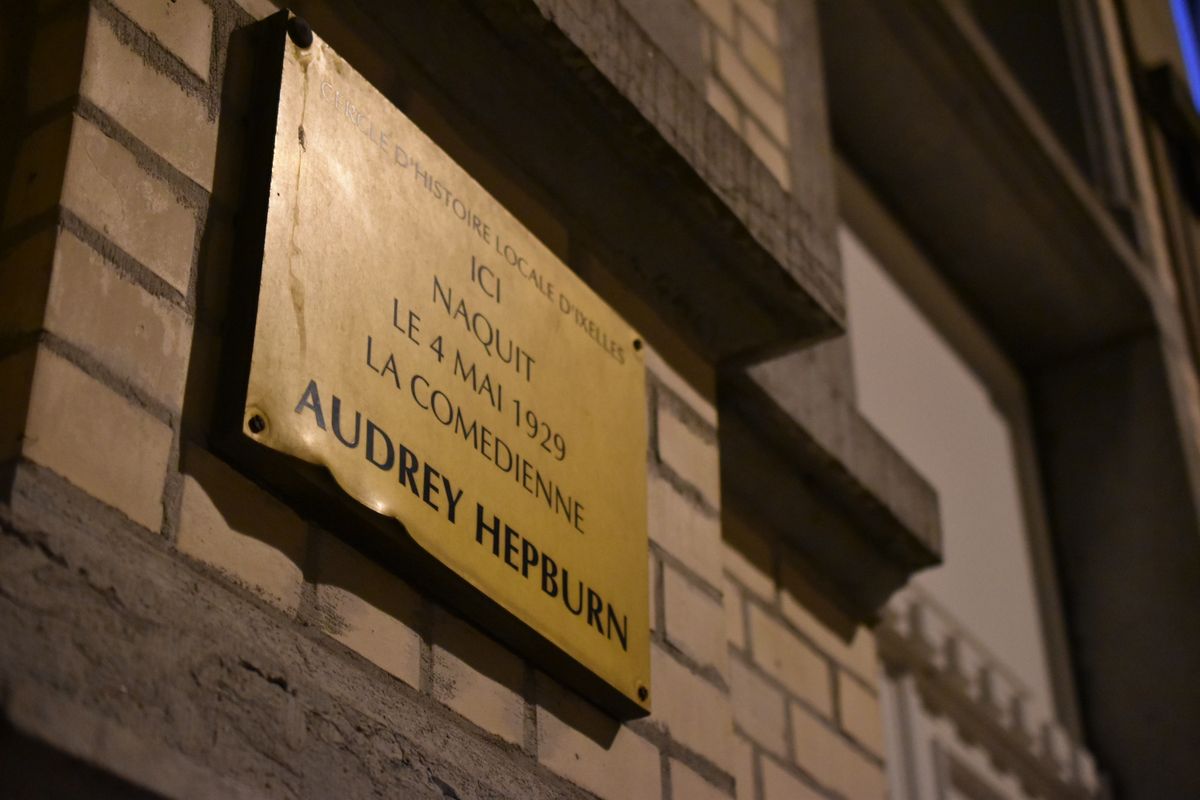 CERCLE D'HISTOIRE LOCALE D'IXELLES
ICI
NAQUIT
LE 4 MAI 1929
LA COMEDIENNE
AUDREY HEPBURN